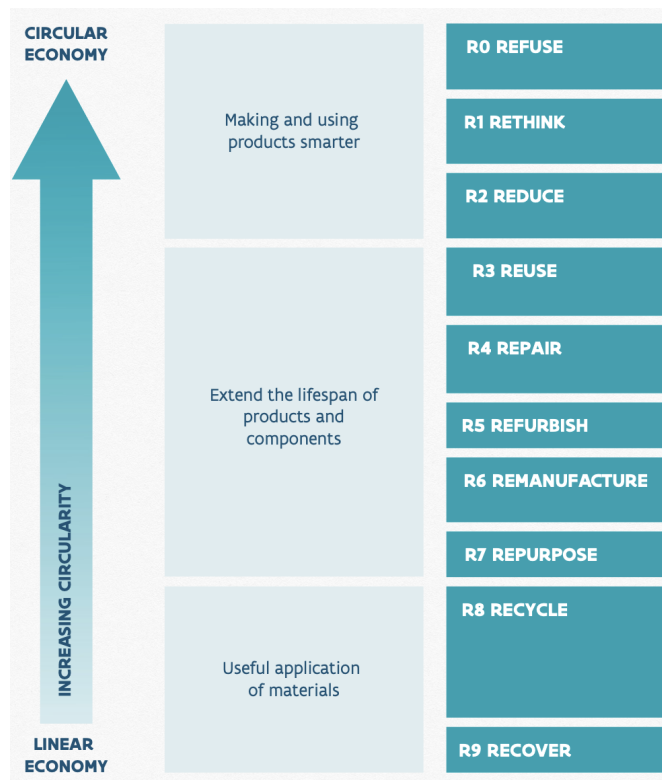 CIRCULAR
ECONOMY
INCREASING CIRCULARITY
LINEAR
ECONOMY
Making and using
products smarter
R0 REFUSE
R1 RETHINK
R2 REDUCE
Extend the lifespan of
products and
components
R3 REUSE
R4 REPAIR
R5 REFURBISH
R6 REMANUFACTURE
R7 REPURPOSE
Useful application
of materials
R8 RECYCLE
R9 RECOVER